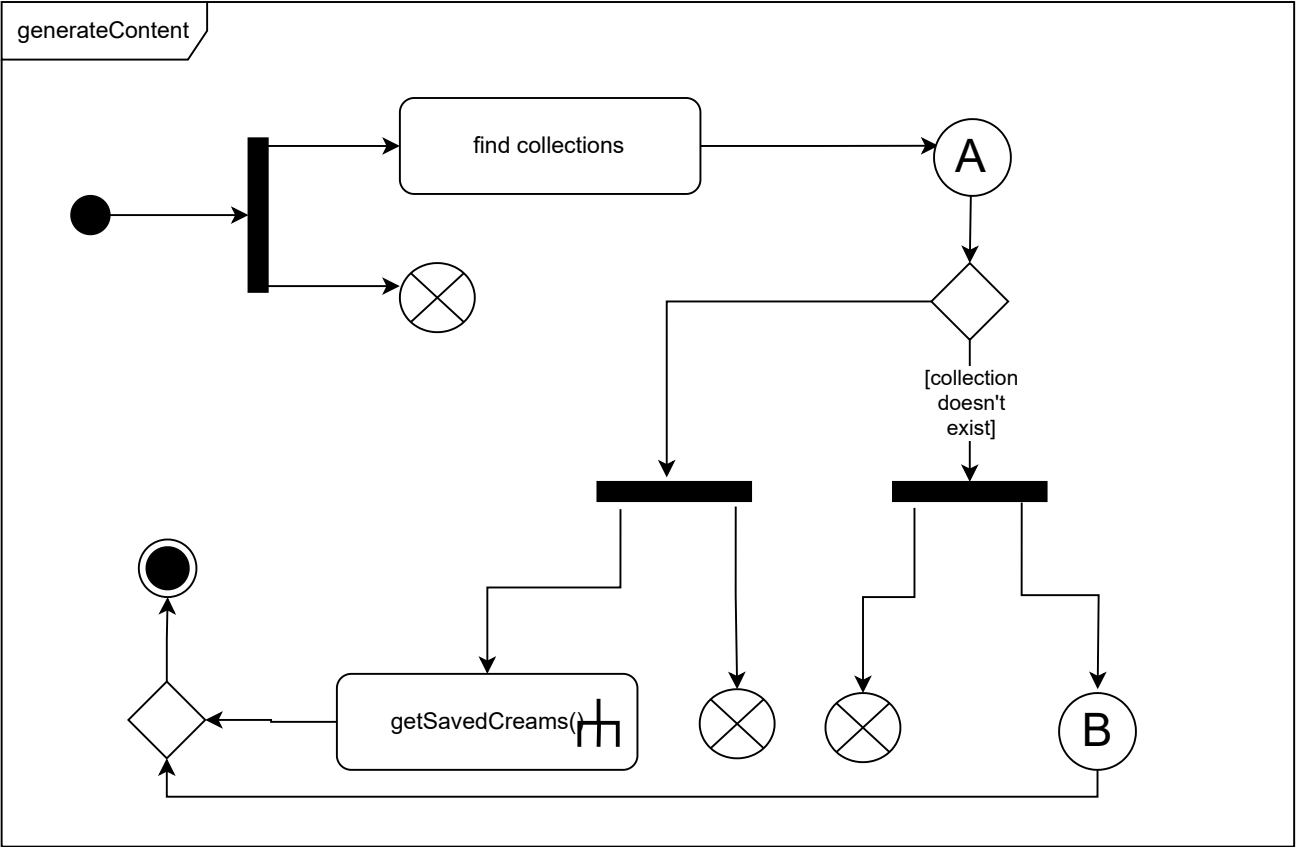 generateContent
find collections
A
[collection
doesn't
exist]
getSavedCreams()
B